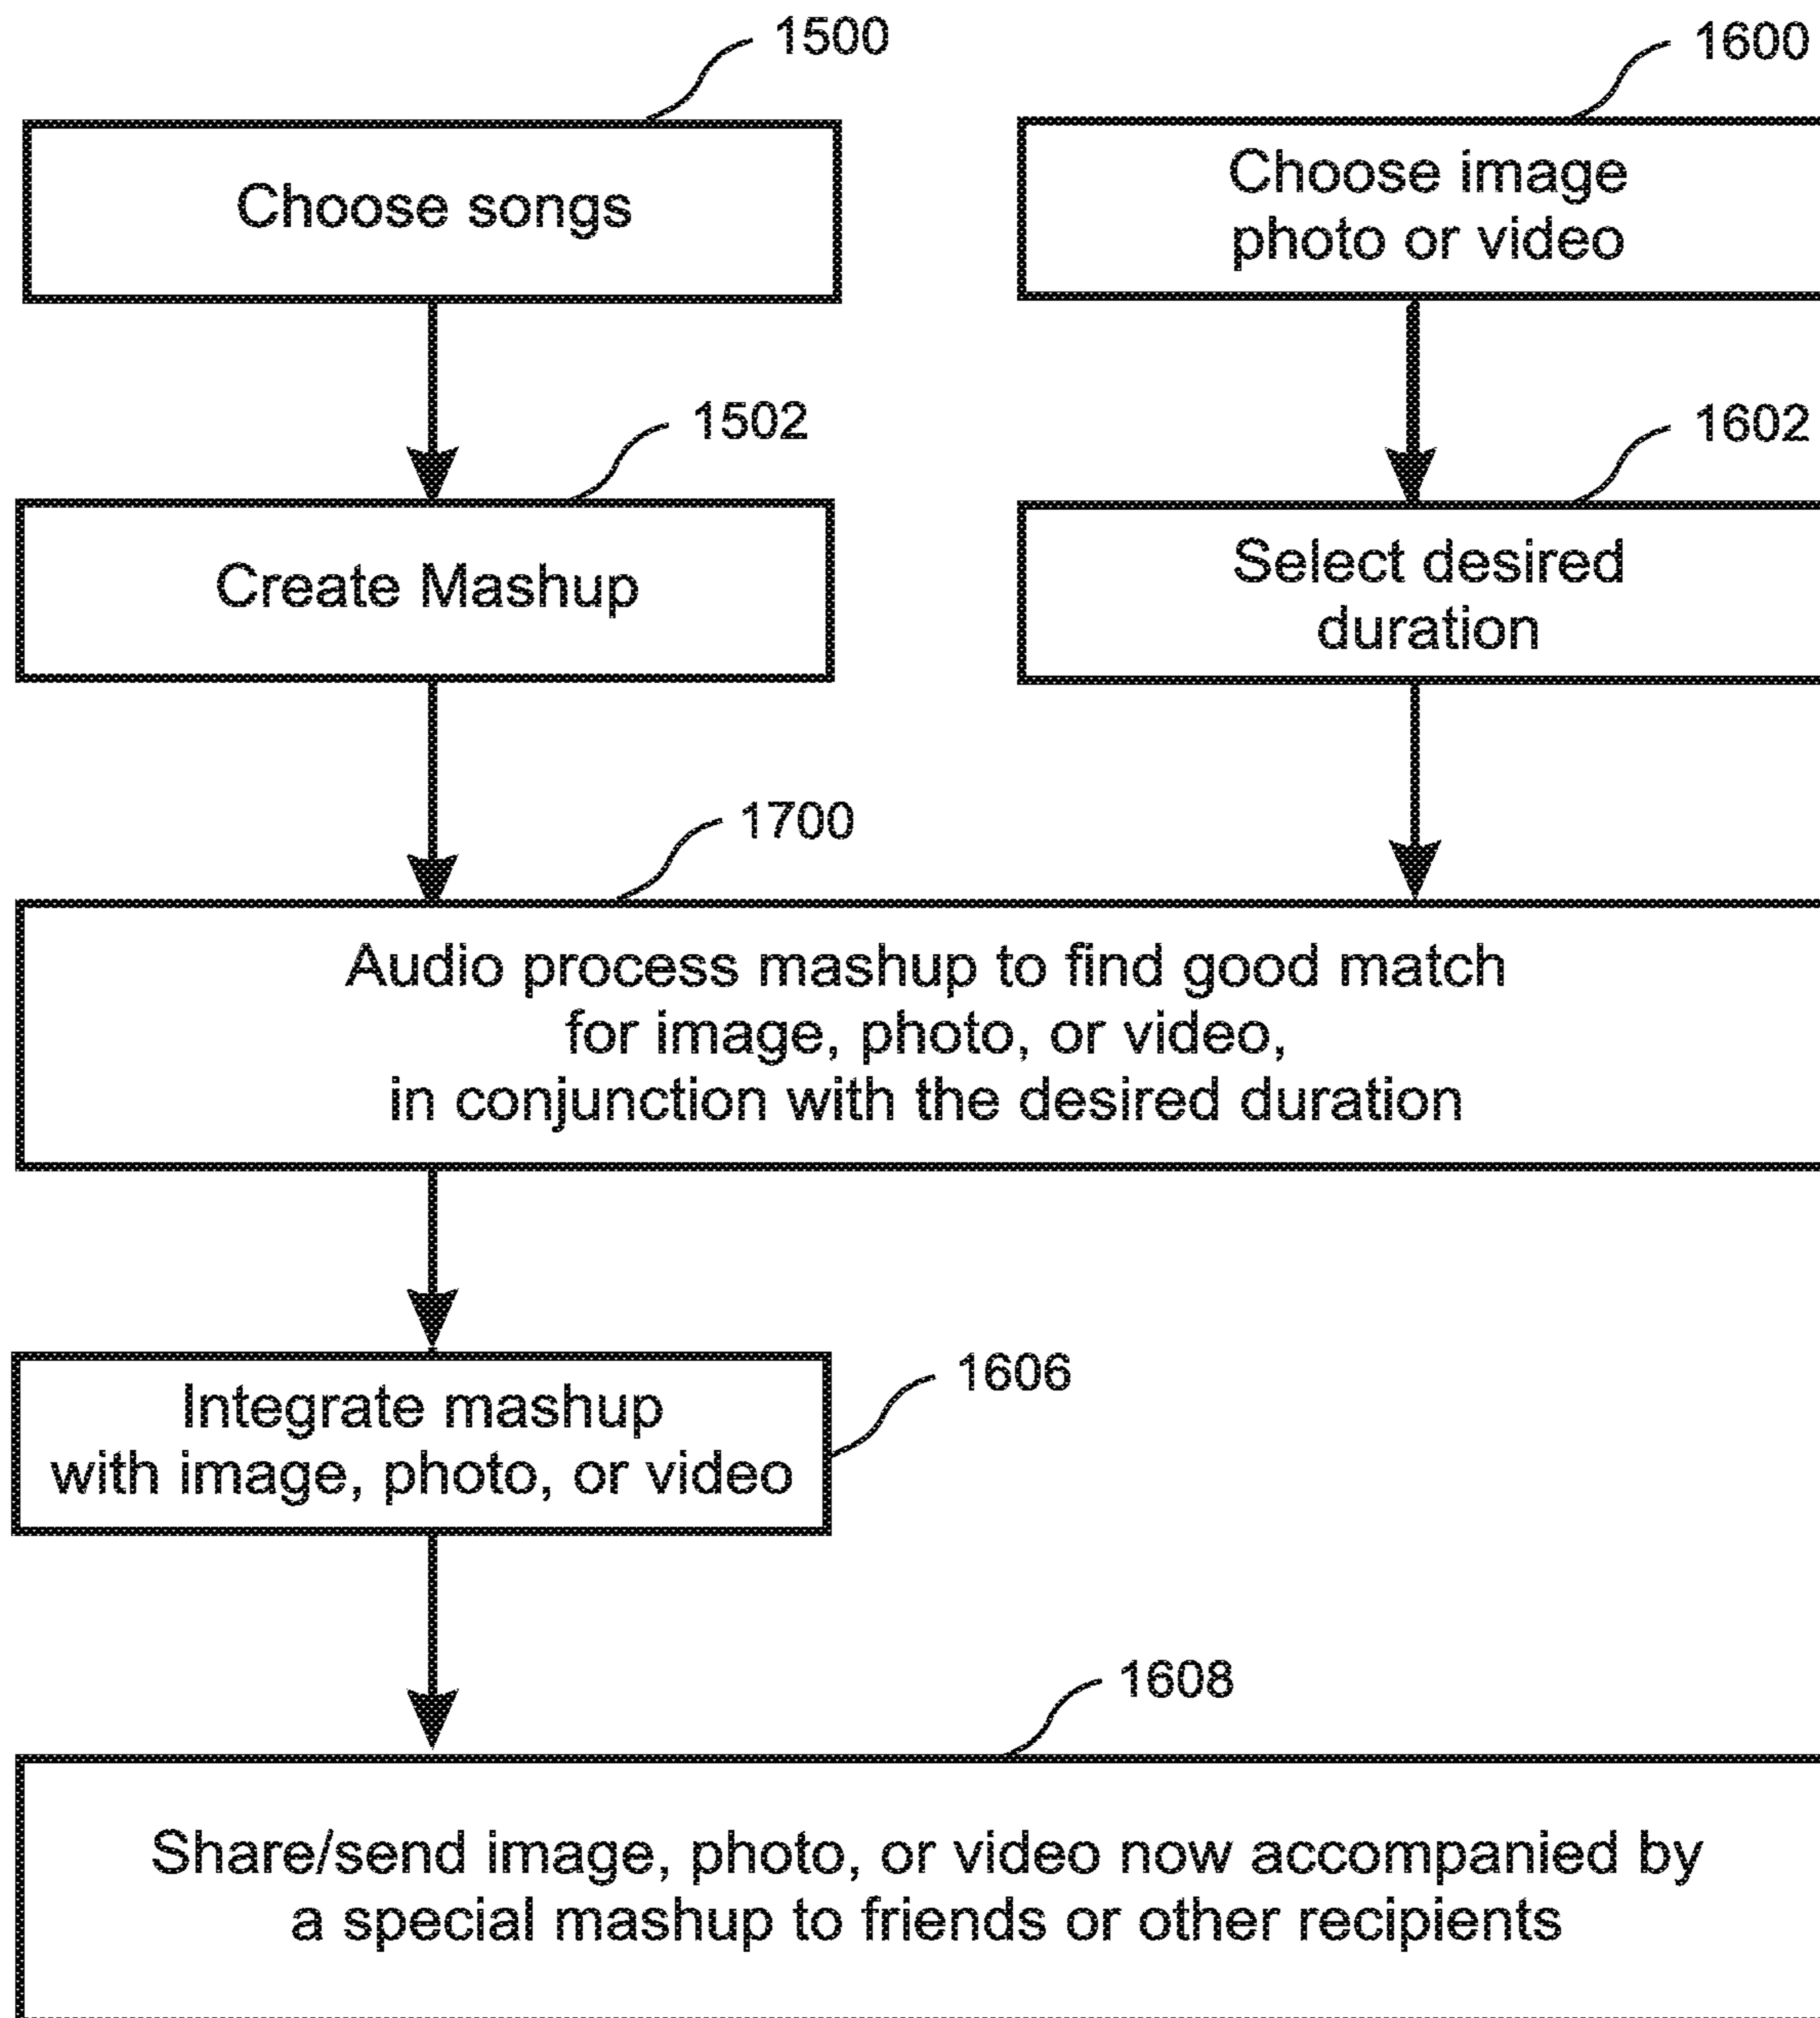 1500
Choose songs
1600
Choose image
photo or video
1502
Create Mashup
1602
Select desired
duration
1700
Audio process mashup to find good match
for image, photo, or video,
in conjunction with the desired duration
Integrate mashup
with image, photo, or video
1606
1608
Share/send image, photo, or video now accompanied by
a special mashup to friends or other recipients